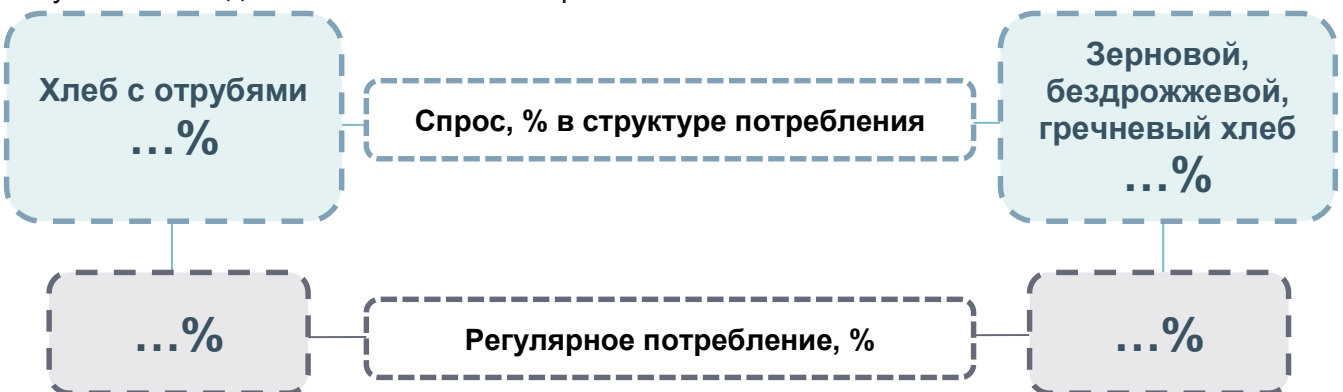 Хлеб с отрубями
...%
Спрос, % в структуре потребления
Зерновой,
бездрожжевой,
гречневый хлеб
...%
...%
Регулярное потребление, %
...%